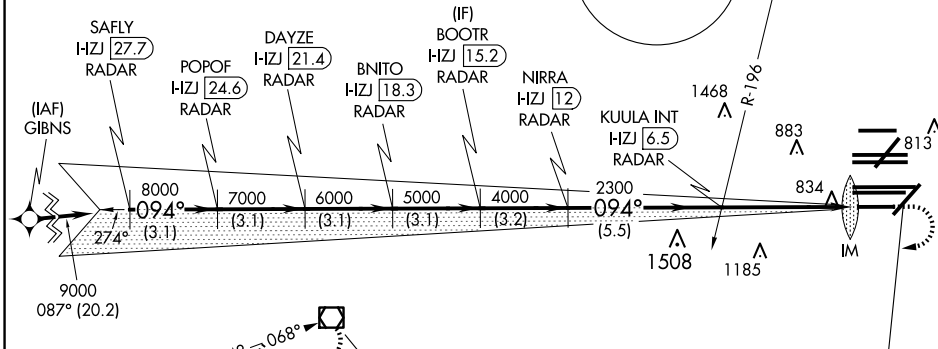 SAFLY
I-IZJ 27.7
RADAR
POPOF
I-IZJ 24.6
RADAR
DAYZE
I-IZJ 21.4
RADAR
BNITO
I-IZJ 18.3
RADAR
(IF)
BOOTR
I-IZJ 15.2
RADAR
NIRRA
I-IZJ 12
RADAR
KUULA INT
I-IZJ 6.5
RADAR
(IAF)
GIBNS
1468
R-196
883
813
834
8000
7000
6000
5000
4000
2300
094°
094°
274°
(3.1)
(3.1)
(3.1)
(3.1)
(3.2)
(5.5)
1508
1185
IM
9000
087° (20.2)
068°